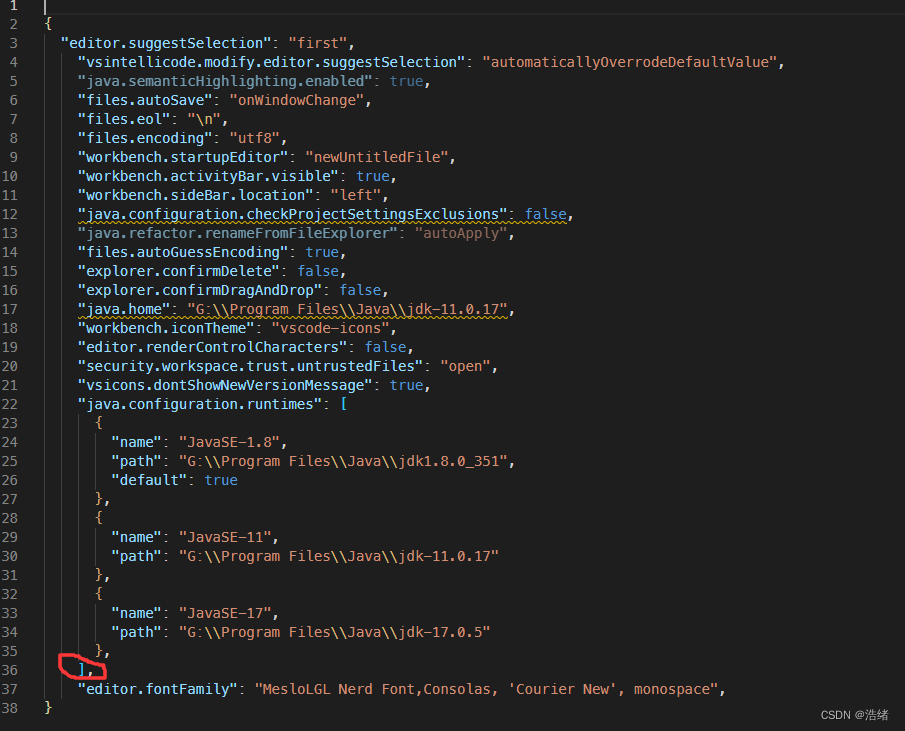 1
2 {
3 "editor.suggestSelection": "first",
4 "vsintellicode.modify.editor.suggestSelection": "automaticallyOverrodeDefaultValue",
5 "java.semanticHighlighting.enabled": true,
6 "files.autoSave": "onWindowChange",
7 "files.eol": "\n",
8 "files.encoding": "utf8",
9 "workbench.startupEditor": "newUntitledFile",
10 "workbench.activityBar.visible": true,
11 "workbench.sideBar.location": "left",
12 "java.configuration.checkProjectSettingsExclusions": false,
13 "java.refactor.renameFromFileExplorer": "autoApply",
14 "files.autoGuessEncoding": true,
15 "explorer.confirmDelete": false,
16 "explorer.confirmDragAndDrop": false,
17 "java.home": "G:\\Program Files\\Java\\jdk-11.0.17",
18 "workbench.iconTheme": "vscode-icons",
19 "editor.renderControlCharacters": false,
20 "security.workspace.trust.untrustedFiles": "open",
21 "vsicons.dontShowNewVersionMessage": true,
22 "java.configuration.runtimes": [
23 {
24 "name": "JavaSE-1.8",
25 "path": "G:\\Program Files\\Java\\jdk1.8.0_351",
26 "default": true
27 },
28 {
29 "name": "JavaSE-11",
30 "path": "G:\\Program Files\\Java\\jdk-11.0.17"
31 },
32 {
33 "name": "JavaSE-17",
34 "path": "G:\\Program Files\\Java\\jdk-17.0.5"
35 },
36 ],
37 "editor.fontFamily": "MesloLGL Nerd Font,Consolas, 'Courier New', monospace",
38 }
CSDN @浩绪